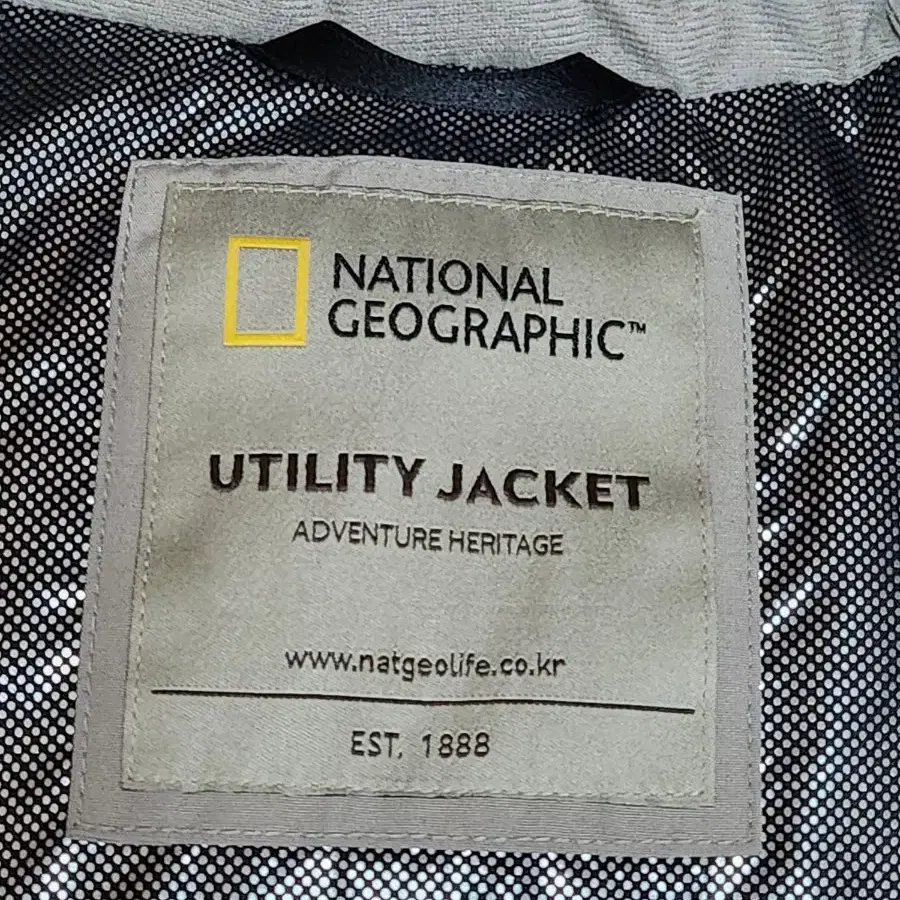 NATIONAL
GEOGRAPHIC™
UTILITY JACKET
ADVENTURE HERITAGE
www.natgeolife.co.kr
EST. 1888